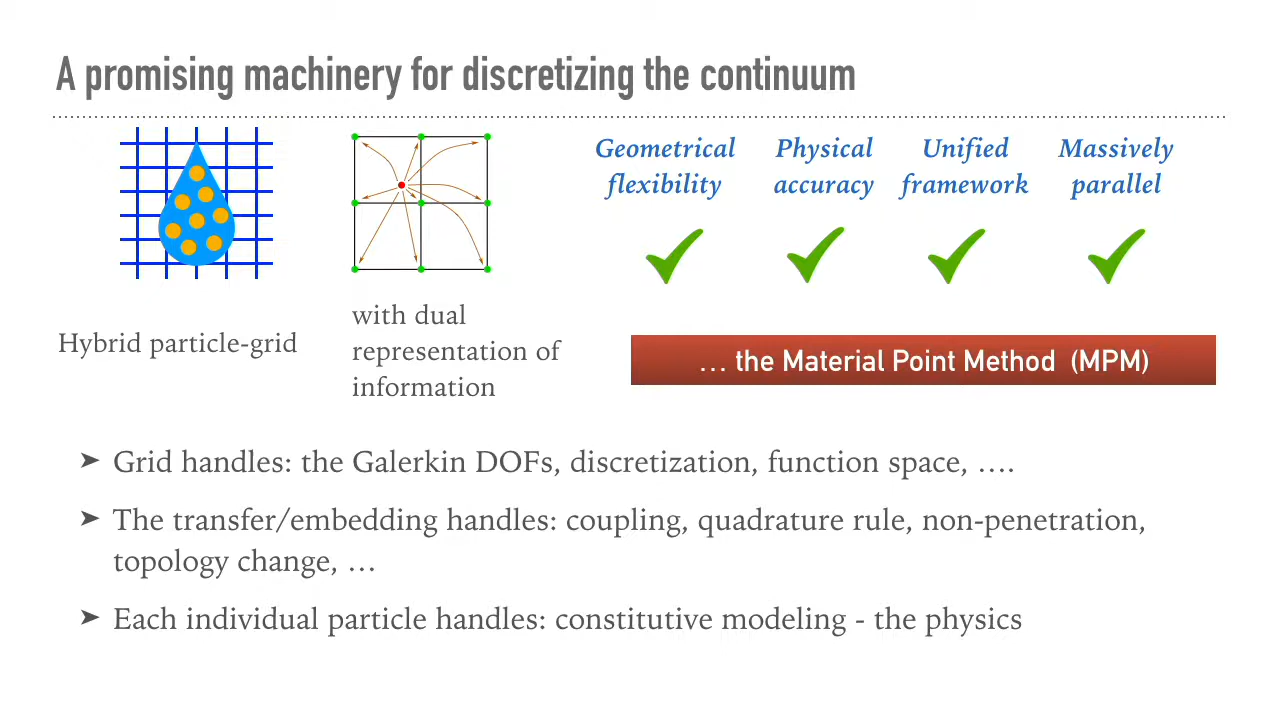 A promising machinery for discretizing the continuum
Geometrical flexibility
Physical accuracy
Unified framework
Massively parallel
Hybrid particle-grid
with dual
representation of
information
… the Material Point Method (MPM)
➤ Grid handles: the Galerkin DOFs, discretization, function space, ….
➤ The transfer/embedding handles: coupling, quadrature rule, non-penetration,
topology change, …
➤ Each individual particle handles: constitutive modeling - the physics